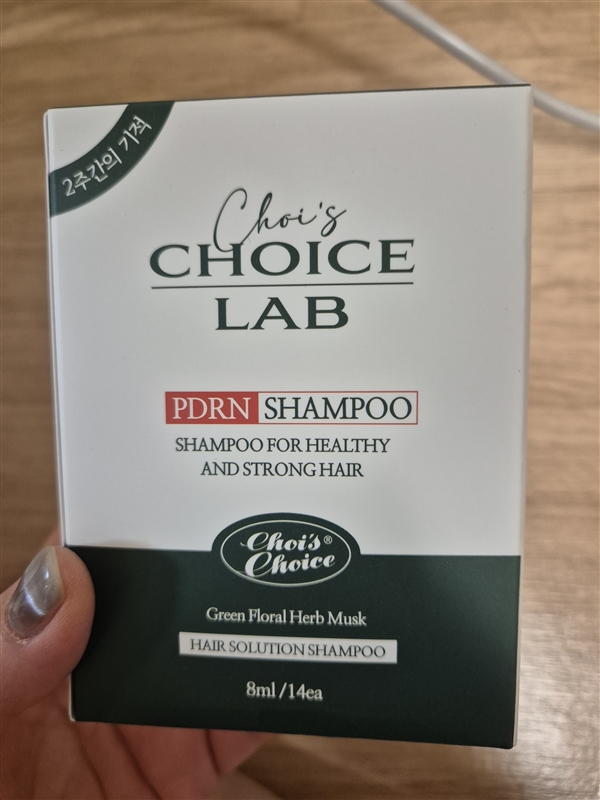 2주간의 기적
Choi's
CHOICE
LAB
PDRN SHAMPOO
SHAMPOO FOR HEALTHY
AND STRONG HAIR
Choi's®
Choice
Green Floral Herb Musk
HAIR SOLUTION SHAMPOO
8ml/14ea